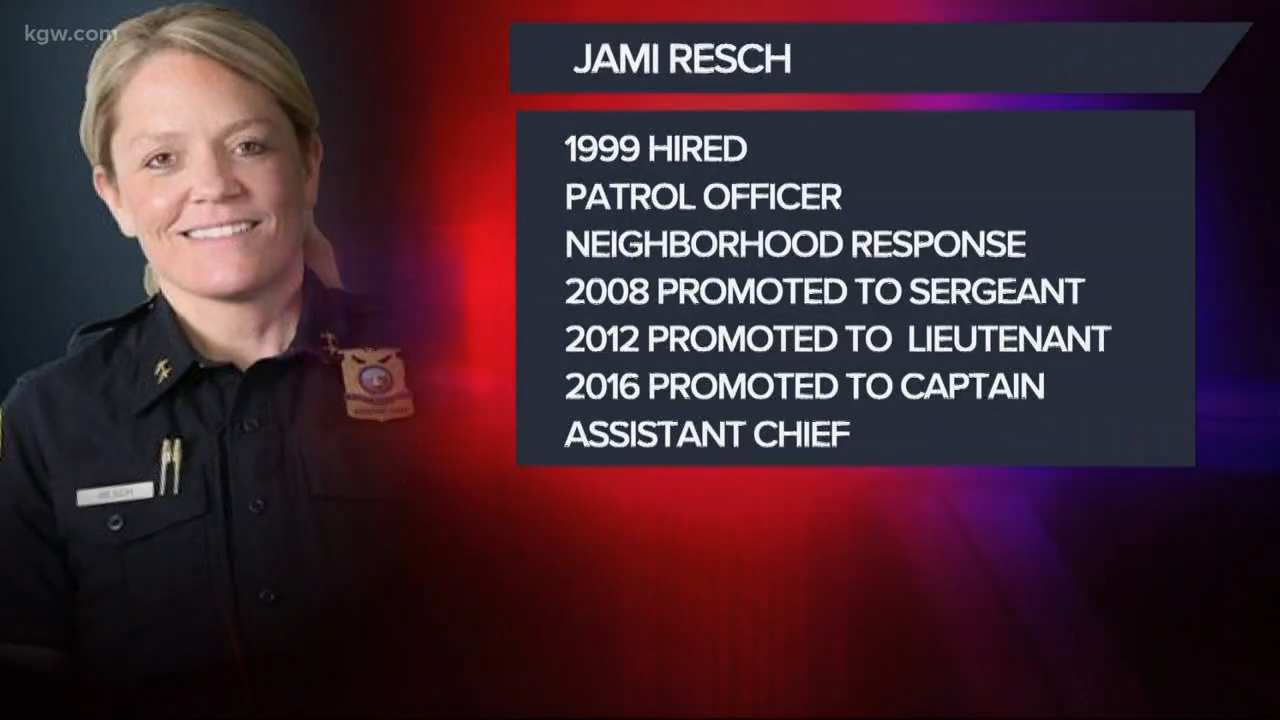 kgw.com
JAMI RESCH
1999 HIRED
PATROL OFFICER
NEIGHBORHOOD RESPONSE
2008 PROMOTED TO SERGEANT
2012 PROMOTED TO LIEUTENANT
2016 PROMOTED TO CAPTAIN
ASSISTANT CHIEF
RESCH